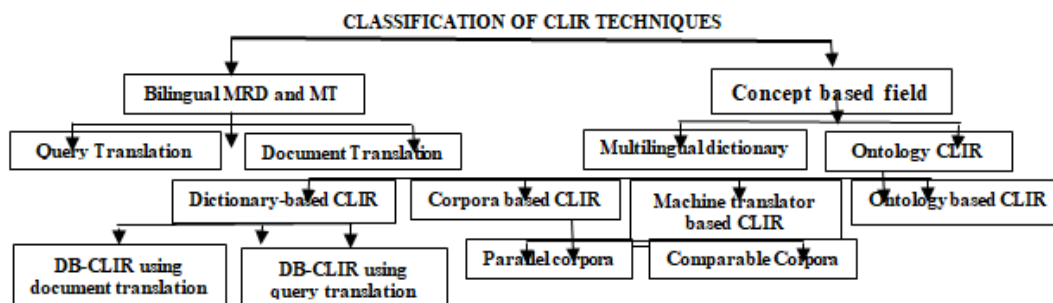 CLASSIFICATION OF CLIR TECHNIQUES
Bilingual MRD and MT
Concept based field
Query Translation
Document Translation
Multilingual dictionary
Ontology CLIR
Dictionary-based CLIR
Corpora based CLIR
Machine translator
based CLIR
Ontology based CLIR
DB-CLIR using
document translation
DB-CLIR using
query translation
Parallel corpora
Comparable Corpora